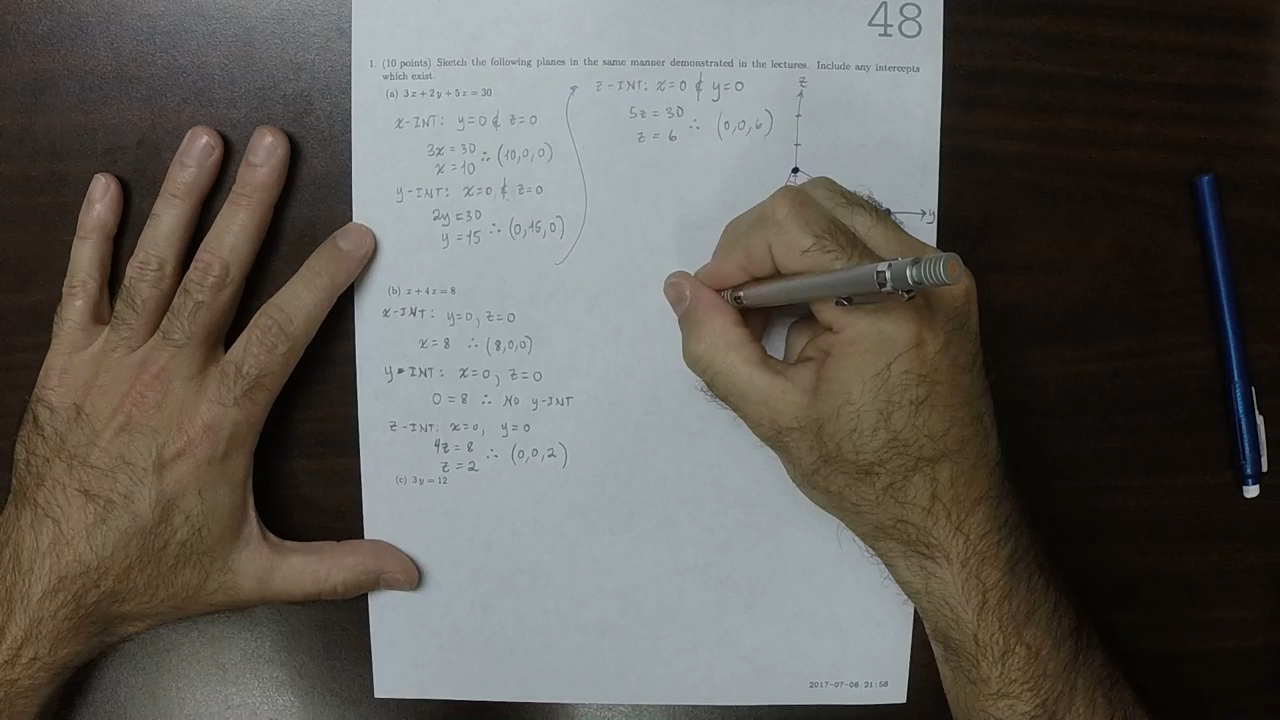 48
1. (10 points) Sketch the following planes in the same manner demonstrated in the lectures. Include any intercepts
which exist.
(a) 3x + 2y + 5z = 30
x-INT: y=0 & z=0
3x = 30
x = 10 ∴ (10,0,0)
y-INT: x=0 & z=0
2y = 30
y = 15 ∴ (0,15,0)
z-INT: x=0 & y=0
5z = 30
z = 6 ∴ (0,0,6)
z
y
(b) x + 4z = 8
x-INT: y=0, z=0
x = 8 ∴ (8,0,0)
y-INT: x=0, z=0
0 = 8 ∴ NO y-INT
z-INT: x=0, y=0
4z = 8
z = 2 ∴ (0,0,2)
(c) 3y = 12
2017-07-06 21:58